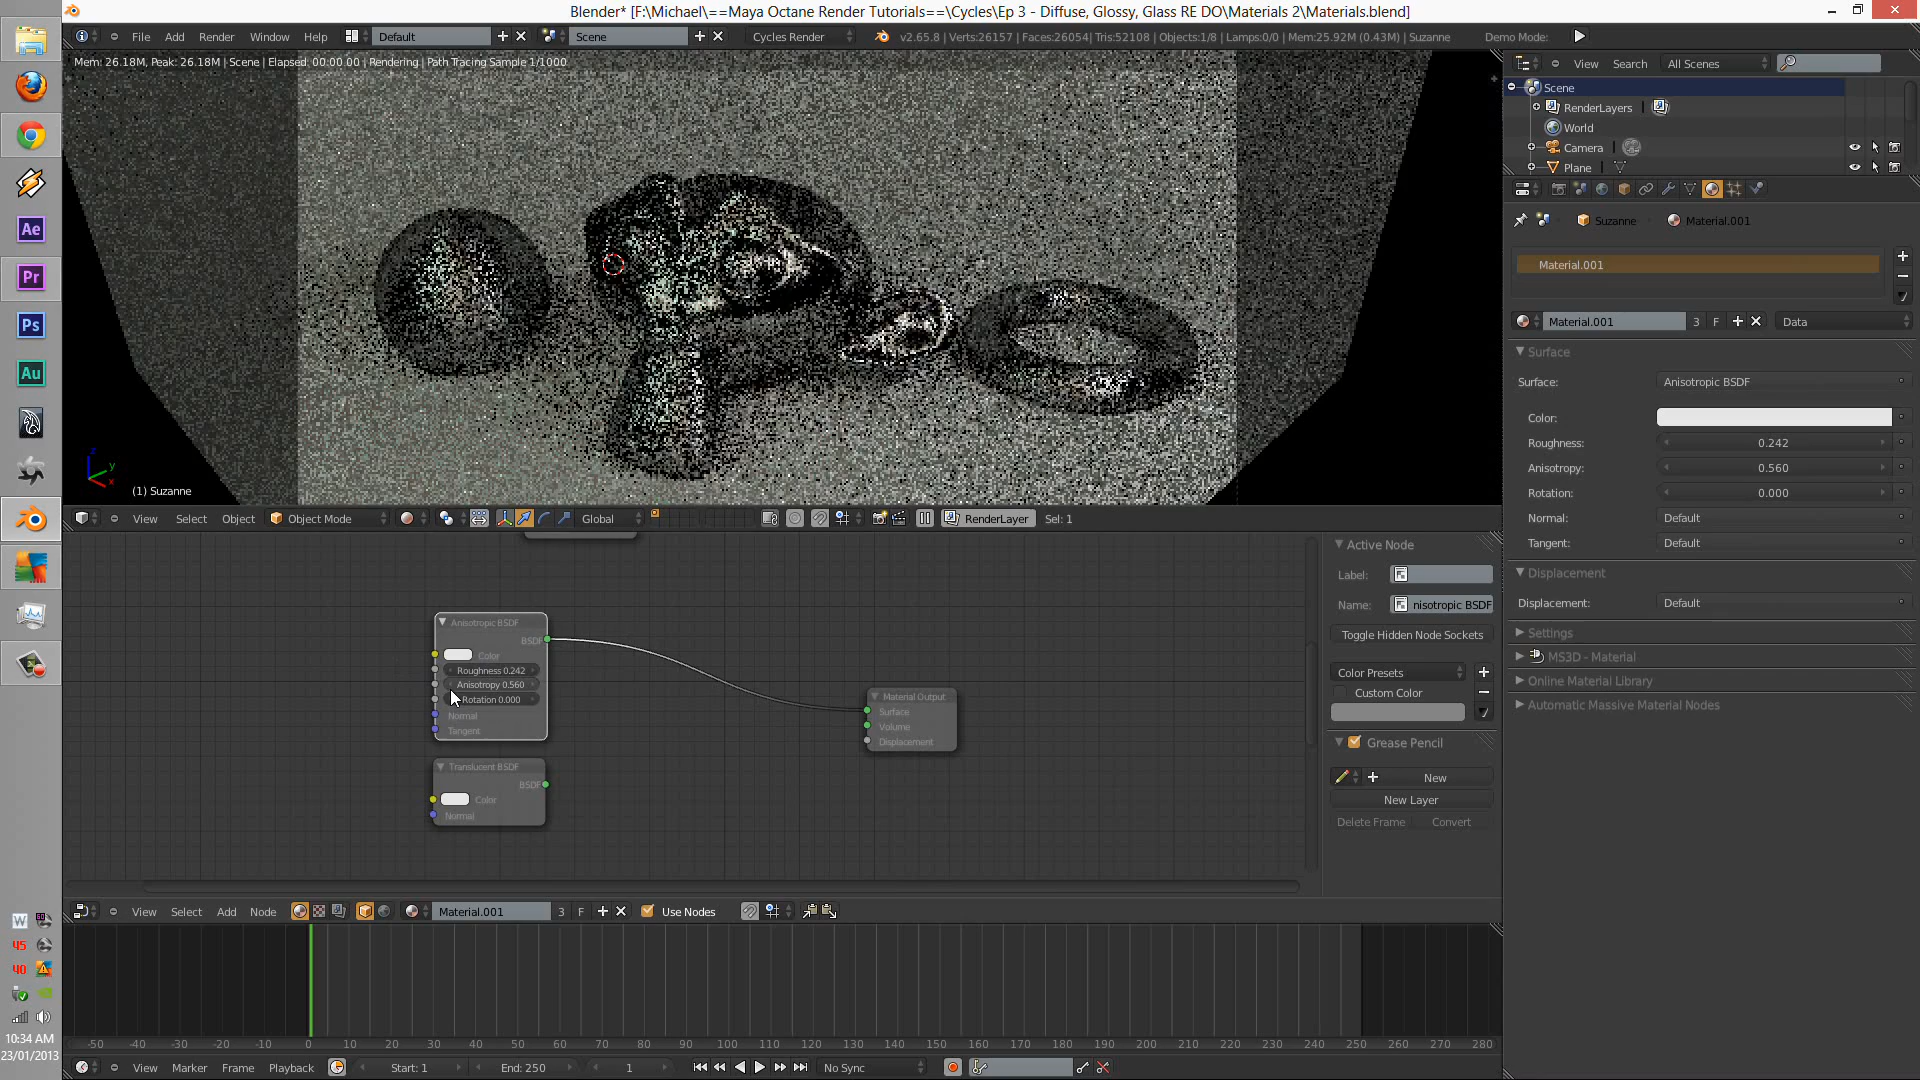 Blender* [F:\Michael\==Maya Octane Render Tutorials==\Cycles\Ep 3 - Diffuse, Glossy, Glass RE DO\Materials 2\Materials.blend]
File Add Render Window Help Default Scene Cycles Render v2.65.8 | Verts:26157 | Faces:26054| Tris:52108 | Objects:1/8 | Lamps:0/0 | Mem:25.92M (0.43M) | Suzanne Demo Mode:
Mem: 26.18M, Peak: 26.18M | Scene | Elapsed: 00:00.00 | Rendering | Path Tracing Sample 1/1000
View Search All Scenes
Scene
RenderLayers |
World
Camera |
Plane |
Suzanne Material.001
Material.001
Material.001 3 F Data
Surface
Surface: Anisotropic BSDF
Color:
Roughness: 0.242
Anisotropy: 0.560
Rotation: 0.000
Normal: Default
Tangent: Default
Displacement
Displacement: Default
Settings
MS3D - Material
Online Material Library
Automatic Massive Material Nodes
Ae
Pr
Ps
Au
z
y
x
(1) Suzanne
View Select Object Object Mode Global RenderLayer Sel: 1
Anisotropic BSDF
BSDF
Color
Roughness 0.242
Anisotropy 0.560
Rotation 0.000
Normal
Tangent
Translucent BSDF
BSDF
Color
Normal
Material Output
Surface
Volume
Displacement
Active Node
Label:
Name: nisotropic BSDF
Toggle Hidden Node Sockets
Color Presets
Custom Color
Grease Pencil
New
New Layer
Delete Frame Convert
View Select Add Node Material.001 3 F Use Nodes
-50 -40 -30 -20 -10 0 10 20 30 40 50 60 70 80 90 100 110 120 130 140 150 160 170 180 190 200 210 220 230 240 250 260 270 280
View Marker Frame Playback Start: 1 End: 250 1 No Sync
W
45
40
10:34 AM
23/01/2013